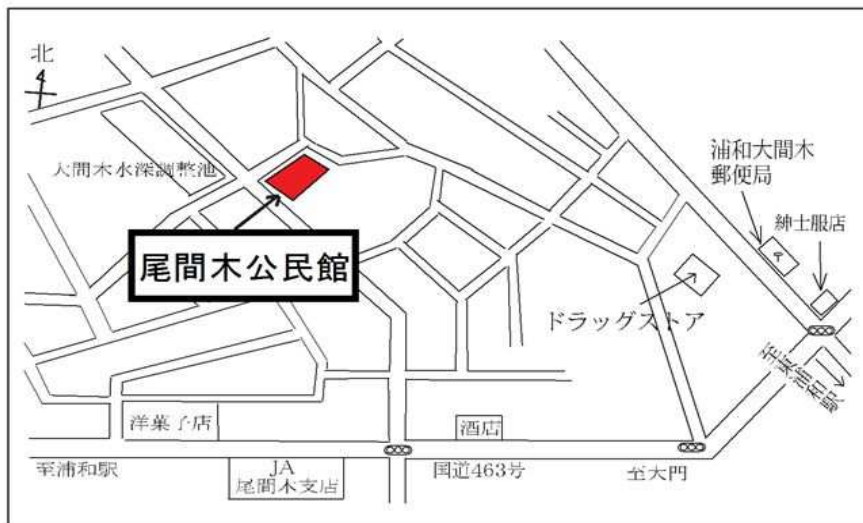 北
大間木水深調整池
尾間木公民館
浦和大間木
郵便局
紳士服店
ドラッグストア
至東浦和駅
洋菓子店
酒店
至浦和駅
JA
尾間木支店
国道463号
至大門